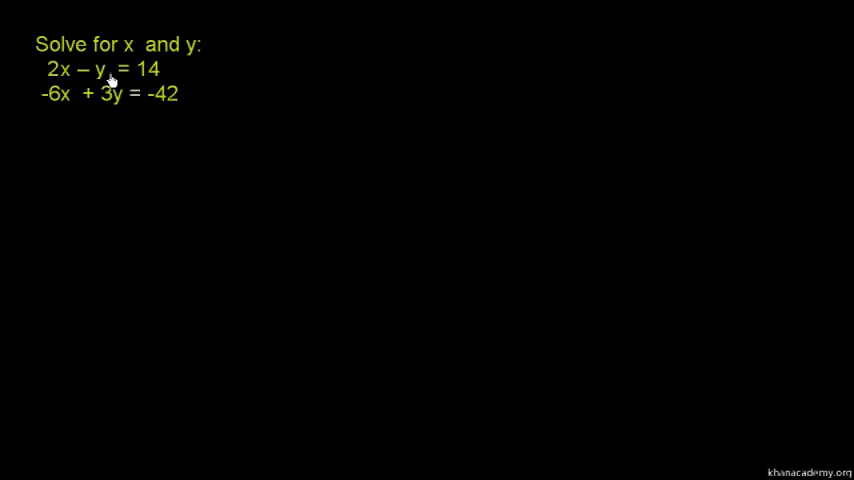 Solve for x and y:
2x – y = 14
-6x + 3y = -42
khanacademy.org